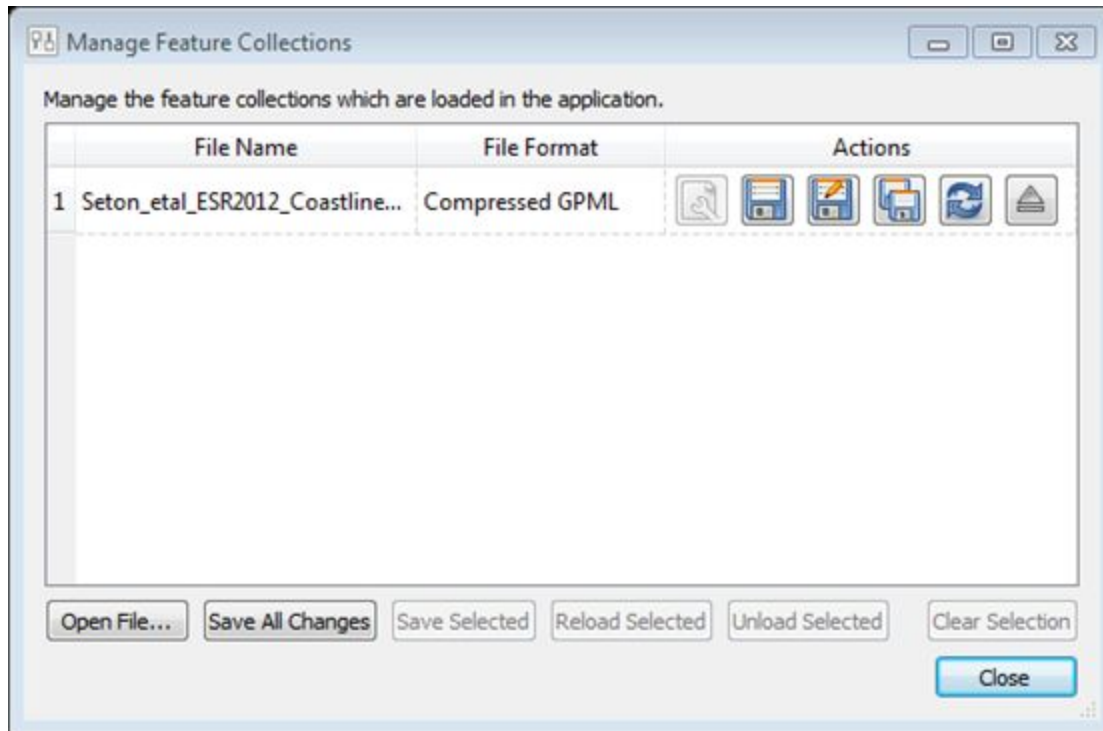 Manage Feature Collections
Manage the feature collections which are loaded in the application.
File Name File Format Actions
1 Seton_etal_ESR2012_Coastline... Compressed GPML
Open File... Save All Changes Save Selected Reload Selected Unload Selected Clear Selection
Close